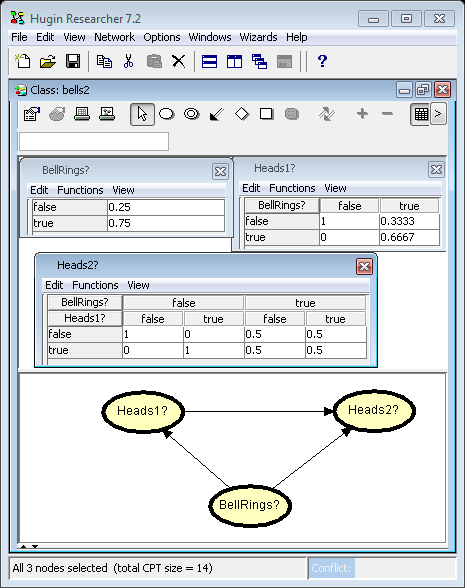 Hugin Researcher 7.2
File Edit View Network Options Windows Wizards Help
?
Class: bells2
>
BellRings?
Edit Functions View
false 0.25
true 0.75
Heads1?
Edit Functions View
BellRings? false true
false 1 0.3333
true 0 0.6667
Heads2?
Edit Functions View
BellRings? false true
Heads1? false true false true
false 1 0 0.5 0.5
true 0 1 0.5 0.5
Heads1?
Heads2?
BellRings?
All 3 nodes selected (total CPT size = 14)
Conflict: